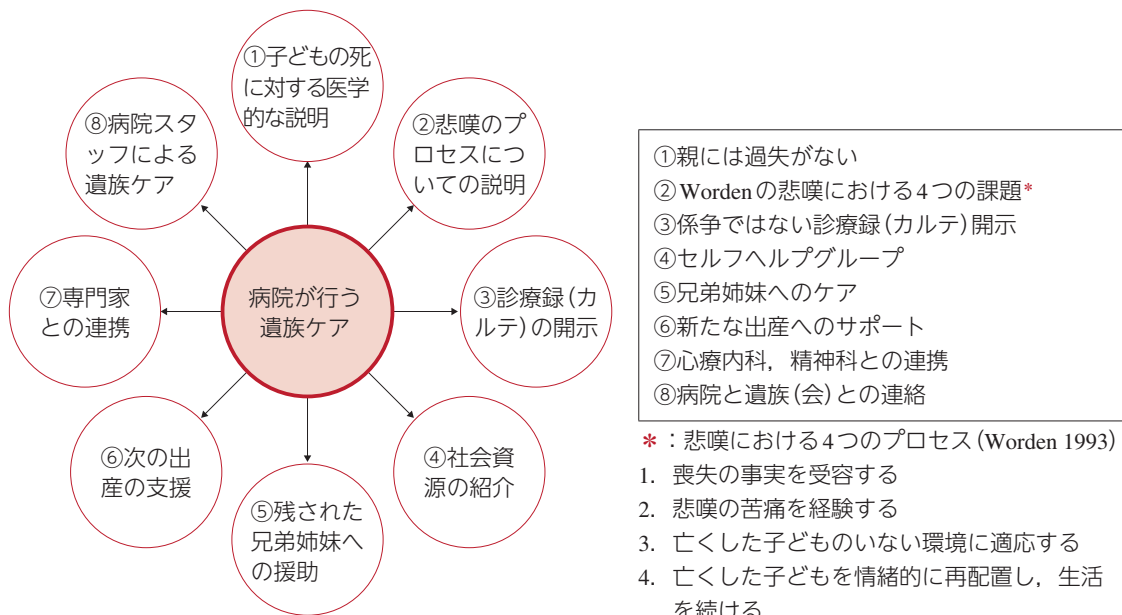 ①子どもの死
に対する医学
的な説明
②悲嘆のプ
ロセスにつ
いての説明
③診療録(カ
ルテ)の開示
④社会資
源の紹介
⑤残された
兄弟姉妹へ
の援助
⑥次の出
産の支援
⑦専門家
との連携
⑧病院スタ
ッフによる
遺族ケア
病院が行う
遺族ケア
①親には過失がない
②Wordenの悲嘆における4つの課題*
③係争ではない診療録(カルテ)開示
④セルフヘルプグループ
⑤兄弟姉妹へのケア
⑥新たな出産へのサポート
⑦心療内科，精神科との連携
⑧病院と遺族(会)との連絡
*：悲嘆における4つのプロセス(Worden 1993)
1. 喪失の事実を受容する
2. 悲嘆の苦痛を経験する
3. 亡くした子どものいない環境に適応する
4. 亡くした子どもを情緒的に再配置し，生活
を続ける